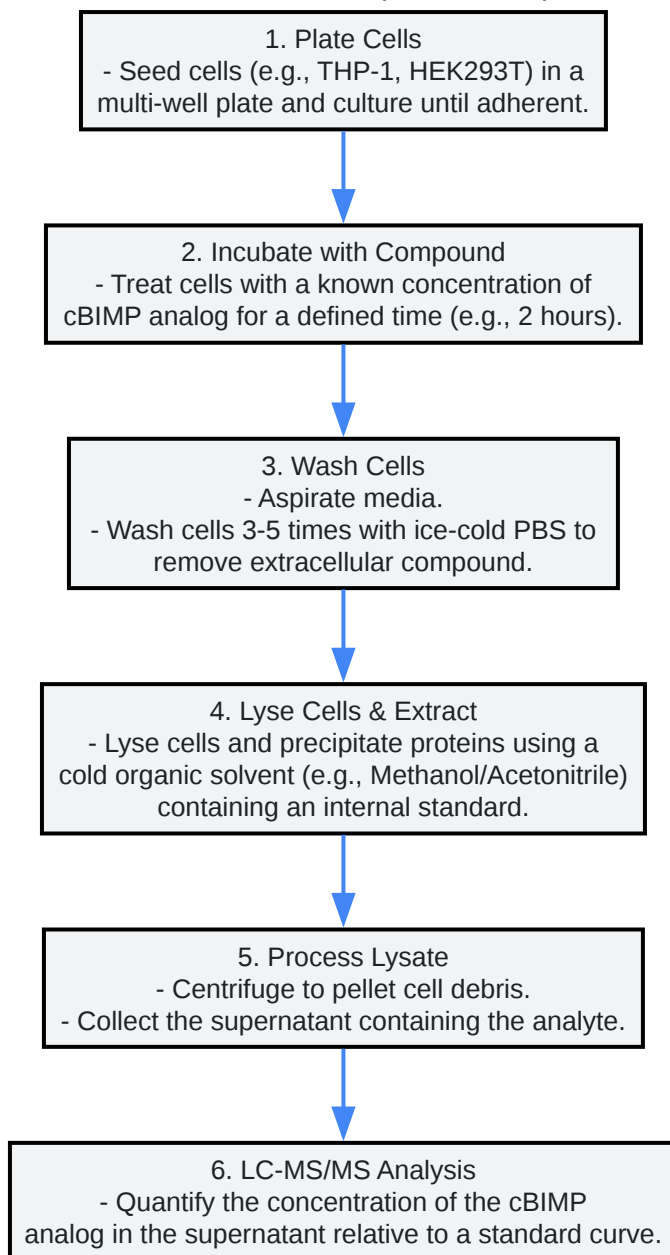 1. Plate Cells
- Seed cells (e.g., THP-1, HEK293T) in a
multi-well plate and culture until adherent.
2. Incubate with Compound
- Treat cells with a known concentration of
cBIMP analog for a defined time (e.g., 2 hours).
3. Wash Cells
- Aspirate media.
- Wash cells 3-5 times with ice-cold PBS to
remove extracellular compound.
4. Lyse Cells & Extract
- Lyse cells and precipitate proteins using a
cold organic solvent (e.g., Methanol/Acetonitrile)
containing an internal standard.
5. Process Lysate
- Centrifuge to pellet cell debris.
- Collect the supernatant containing the analyte.
6. LC-MS/MS Analysis
- Quantify the concentration of the cBIMP
analog in the supernatant relative to a standard curve.